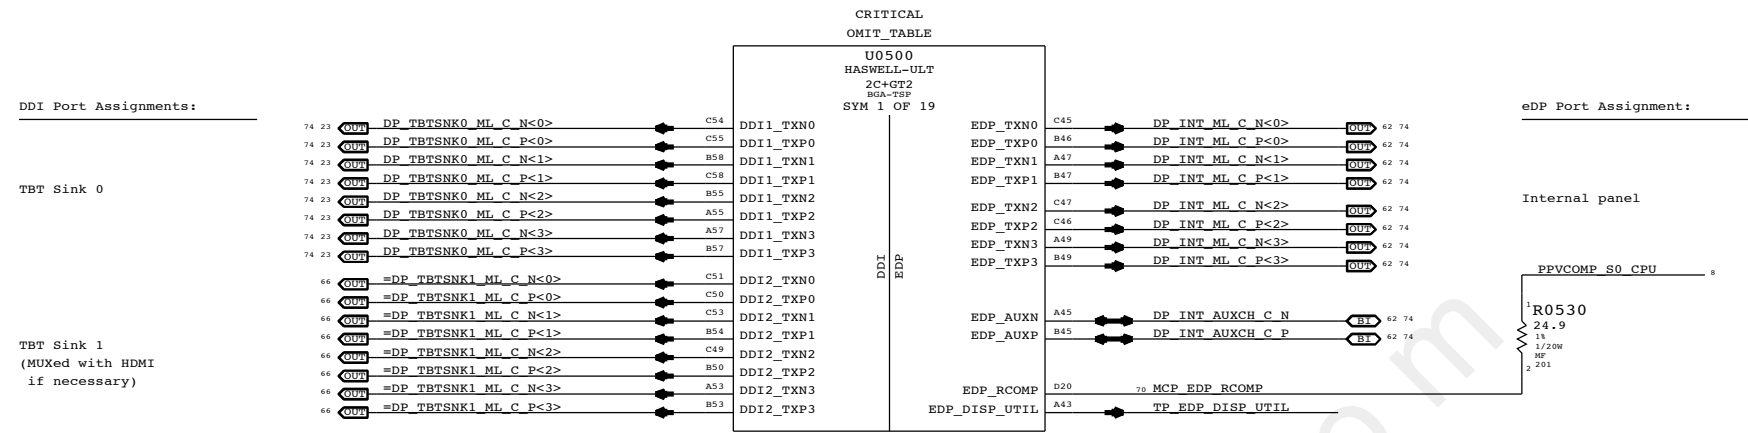 CRITICAL
OMIT_TABLE
U0500
HASWELL-ULT
2C+GT2
BGA-TSP
SYM 1 OF 19
DDI Port Assignments:
eDP Port Assignment:
74 23 OUT DP_TBTSNK0_ML_C_N<0> C54 DDI1_TXN0
74 23 OUT DP_TBTSNK0_ML_C_P<0> C55 DDI1_TXP0
74 23 OUT DP_TBTSNK0_ML_C_N<1> B58 DDI1_TXN1
74 23 OUT DP_TBTSNK0_ML_C_P<1> C58 DDI1_TXP1
TBT Sink 0
74 23 OUT DP_TBTSNK0_ML_C_N<2> B55 DDI1_TXN2
74 23 OUT DP_TBTSNK0_ML_C_P<2> A55 DDI1_TXP2
74 23 OUT DP_TBTSNK0_ML_C_N<3> A57 DDI1_TXN3
74 23 OUT DP_TBTSNK0_ML_C_P<3> B57 DDI1_TXP3
66 OUT =DP_TBTSNK1_ML_C_N<0> C51 DDI2_TXN0
66 OUT =DP_TBTSNK1_ML_C_P<0> C50 DDI2_TXP0
66 OUT =DP_TBTSNK1_ML_C_N<1> C53 DDI2_TXN1
66 OUT =DP_TBTSNK1_ML_C_P<1> B54 DDI2_TXP1
TBT Sink 1
(MUXed with HDMI
if necessary)
66 OUT =DP_TBTSNK1_ML_C_N<2> C49 DDI2_TXN2
66 OUT =DP_TBTSNK1_ML_C_P<2> B50 DDI2_TXP2
66 OUT =DP_TBTSNK1_ML_C_N<3> A53 DDI2_TXN3
66 OUT =DP_TBTSNK1_ML_C_P<3> B53 DDI2_TXP3
DDI
EDP
EDP_TXN0 C45 DP_INT_ML_C_N<0> OUT 62 74
EDP_TXP0 B46 DP_INT_ML_C_P<0> OUT 62 74
EDP_TXN1 A47 DP_INT_ML_C_N<1> OUT 62 74
EDP_TXP1 B47 DP_INT_ML_C_P<1> OUT 62 74
EDP_TXN2 C47 DP_INT_ML_C_N<2> OUT 62 74
EDP_TXP2 C46 DP_INT_ML_C_P<2> OUT 62 74
EDP_TXN3 A49 DP_INT_ML_C_N<3> OUT 62 74
EDP_TXP3 B49 DP_INT_ML_C_P<3> OUT 62 74
Internal panel
EDP_AUXN A45 DP_INT_AUXCH_C_N BI 62 74
EDP_AUXP B45 DP_INT_AUXCH_C_P BI 62 74
EDP_RCOMP D20 70 MCP_EDP_RCOMP
EDP_DISP_UTIL A43 TP_EDP_DISP_UTIL
PPVCOMP_S0_CPU 8
1
R0530
24.9
1%
1/20W
MF
201
2
om